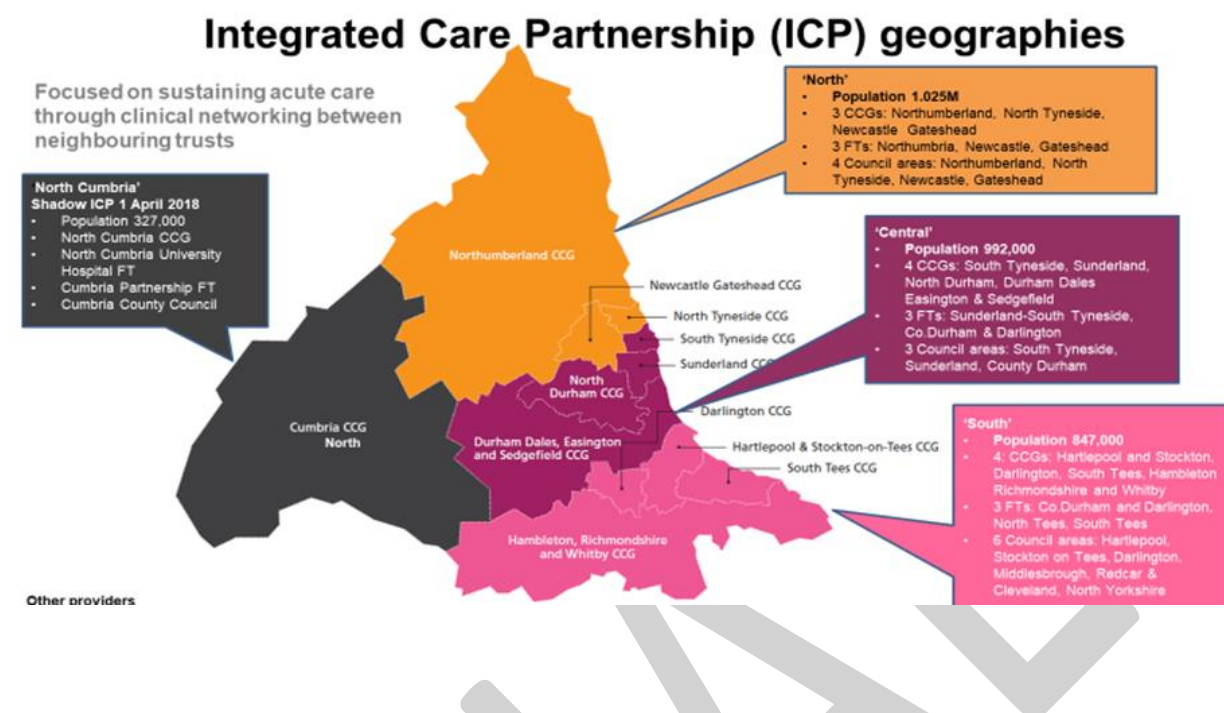 Integrated Care Partnership (ICP) geographies
Focused on sustaining acute care
through clinical networking between
neighbouring trusts
'North Cumbria'
Shadow ICP 1 April 2018
• Population 327,000
• North Cumbria CCG
• North Cumbria University
Hospital FT
• Cumbria Partnership FT
• Cumbria County Council
'North'
• Population 1.025M
• 3 CCGs: Northumberland, North Tyneside,
Newcastle Gateshead
• 3 FTs: Northumbria, Newcastle, Gateshead
• 4 Council areas: Northumberland, North
Tyneside, Newcastle, Gateshead
'Central'
• Population 992,000
• 4 CCGs: South Tyneside, Sunderland,
North Durham, Durham Dales
Easington & Sedgefield
• 3 FTs: Sunderland-South Tyneside,
Co.Durham & Darlington
• 3 Council areas: South Tyneside,
Sunderland, County Durham
'South'
• Population 847,000
• 4: CCGs: Hartlepool and Stockton,
Darlington, South Tees, Hambleton
Richmondshire and Whitby
• 3 FTs: Co.Durham and Darlington,
North Tees, South Tees
• 6 Council areas: Hartlepool,
Stockton on Tees, Darlington,
Middlesbrough, Redcar &
Cleveland, North Yorkshire
Northumberland CCG
Newcastle Gateshead CCG
North Tyneside CCG
South Tyneside CCG
Sunderland CCG
North
Durham CCG
Darlington CCG
Cumbria CCG
North
Durham Dales, Easington
and Sedgefield CCG
Hartlepool & Stockton-on-Tees CCG
South Tees CCG
Hambleton, Richmondshire
and Whitby CCG
Other providers